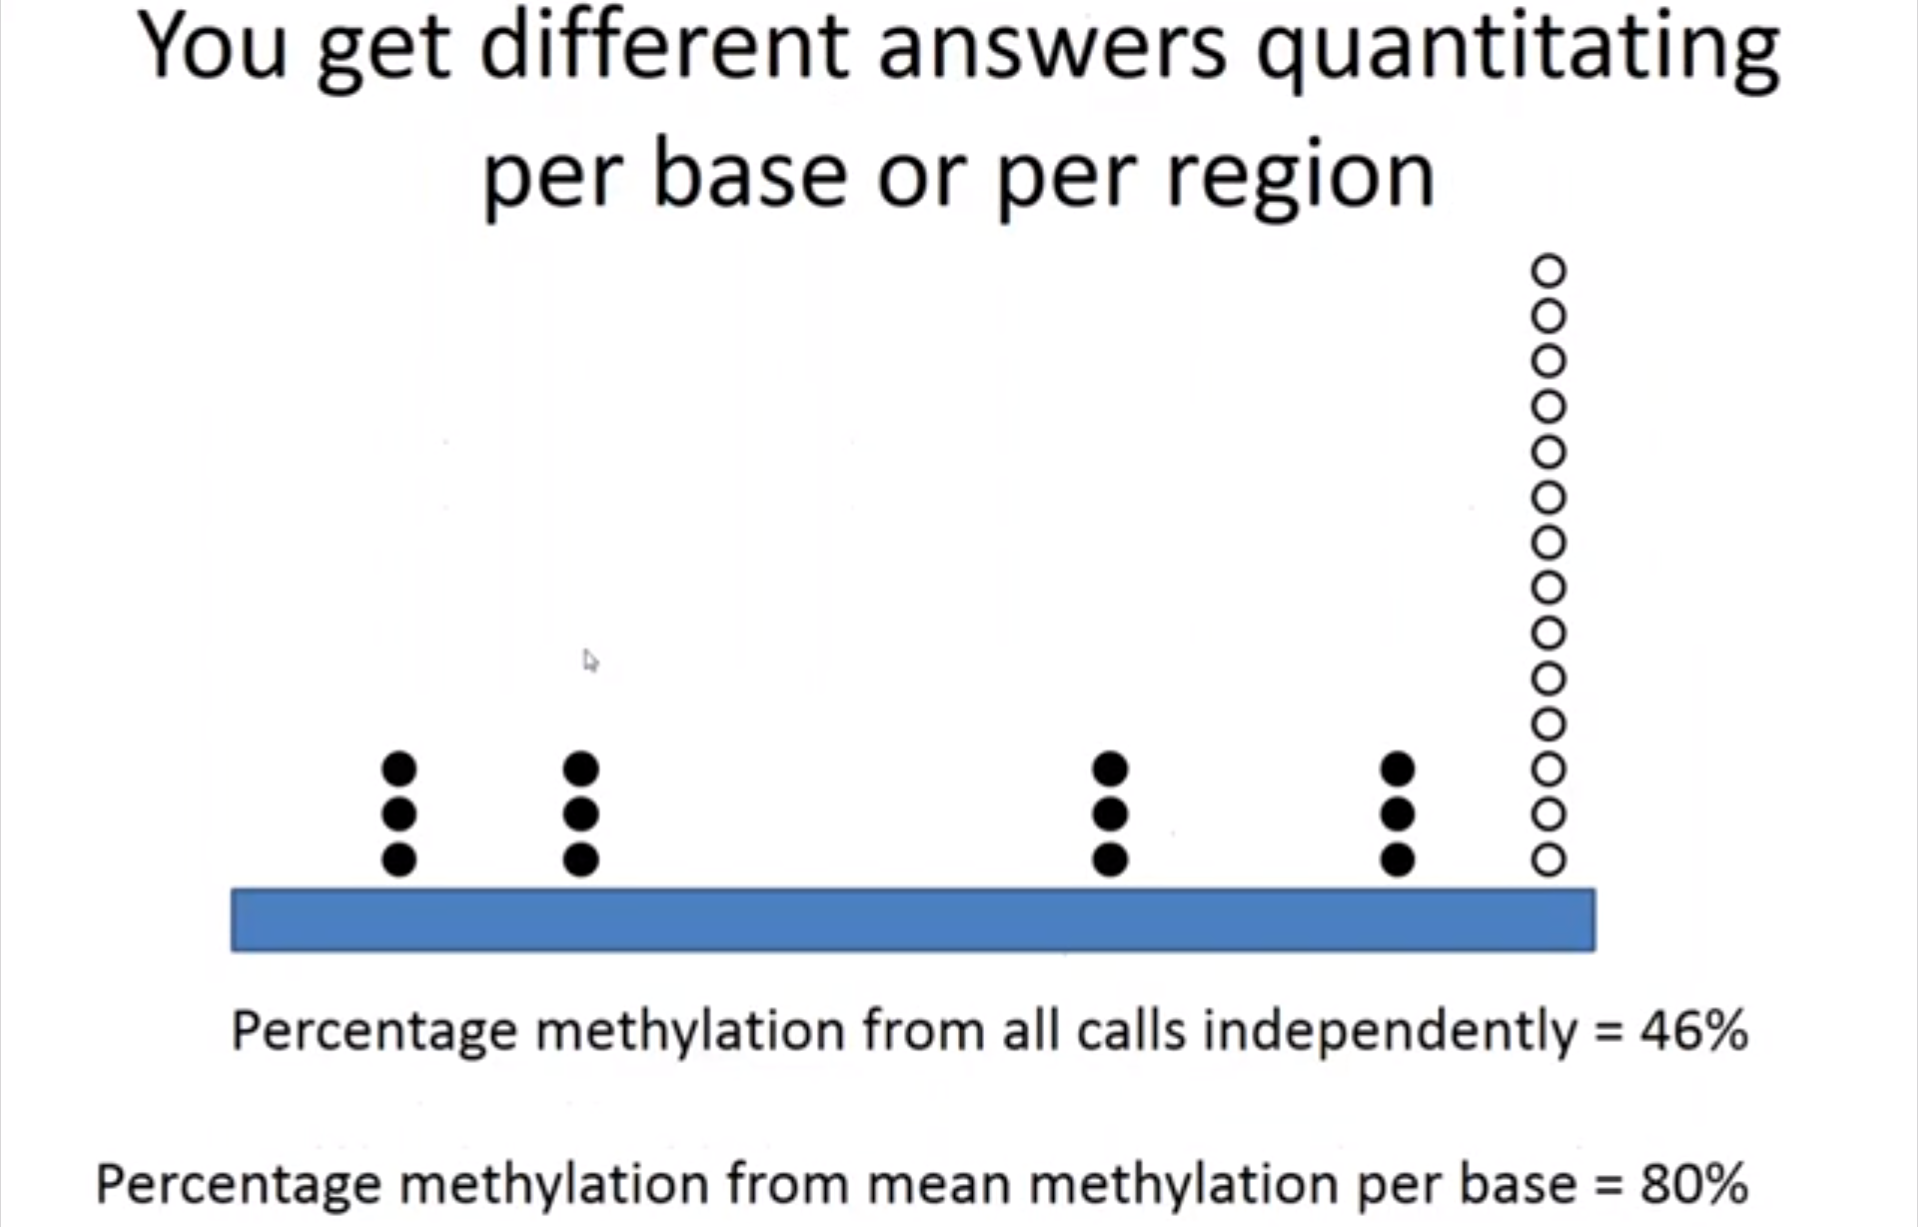 You get different answers quantitating
per base or per region
Percentage methylation from all calls independently = 46%
Percentage methylation from mean methylation per base = 80%